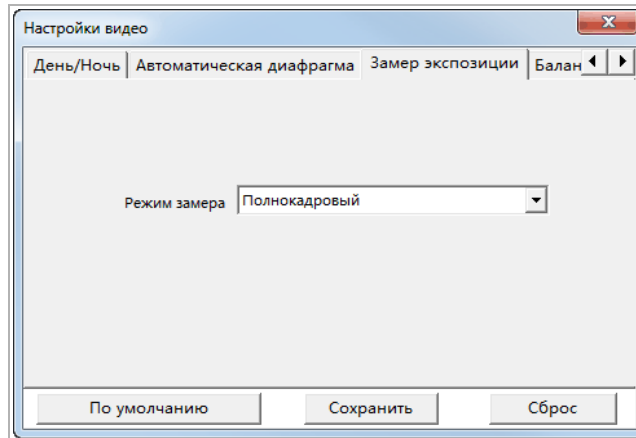 Настройки видео
День/Ночь Автоматическая диафрагма Замер экспозиции Балан
Режим замера Полнокадровый
По умолчанию Сохранить Сброс